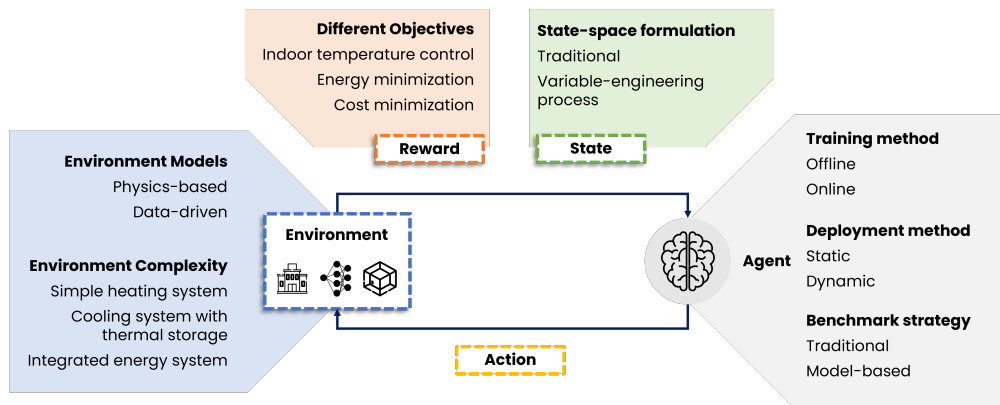 Different Objectives
Indoor temperature control
Energy minimization
Cost minimization
Reward
State-space formulation
Traditional
Variable-engineering
process
State
Environment Models
Physics-based
Data-driven
Environment Complexity
Simple heating system
Cooling system with
thermal storage
Integrated energy system
Environment
Action
Agent
Training method
Offline
Online
Deployment method
Static
Dynamic
Benchmark strategy
Traditional
Model-based